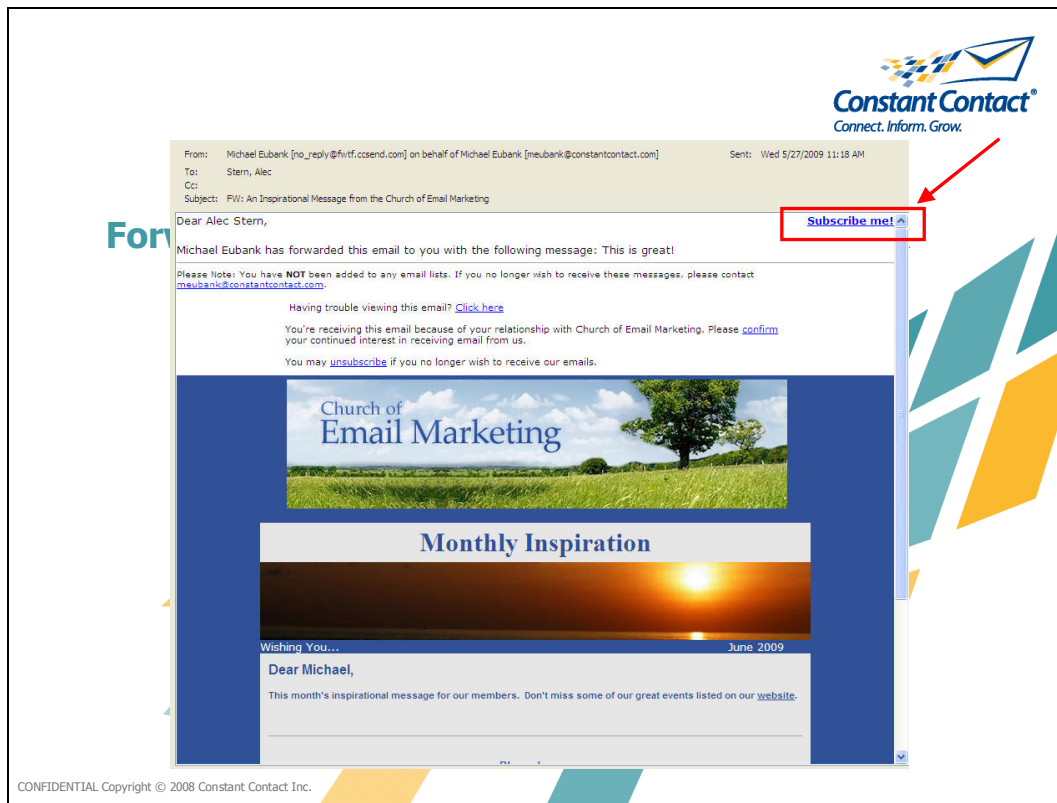 Constant Contact®
Connect. Inform. Grow.
From: Michael Eubank [no_reply@fwtf.ccsend.com] on behalf of Michael Eubank [meubank@constantcontact.com] Sent: Wed 5/27/2009 11:18 AM
To: Stern, Alec
Cc:
Subject: FW: An Inspirational Message from the Church of Email Marketing
Dear Alec Stern, Subscribe me!
Michael Eubank has forwarded this email to you with the following message: This is great!
Please Note: You have NOT been added to any email lists. If you no longer wish to receive these messages, please contact
meubank@constantcontact.com.
Having trouble viewing this email? Click here
You're receiving this email because of your relationship with Church of Email Marketing. Please confirm
your continued interest in receiving email from us.
You may unsubscribe if you no longer wish to receive our emails.
Church of
Email Marketing
Monthly Inspiration
Wishing You... June 2009
Dear Michael,
This month's inspirational message for our members. Don't miss some of our great events listed on our website.
CONFIDENTIAL Copyright © 2008 Constant Contact Inc.